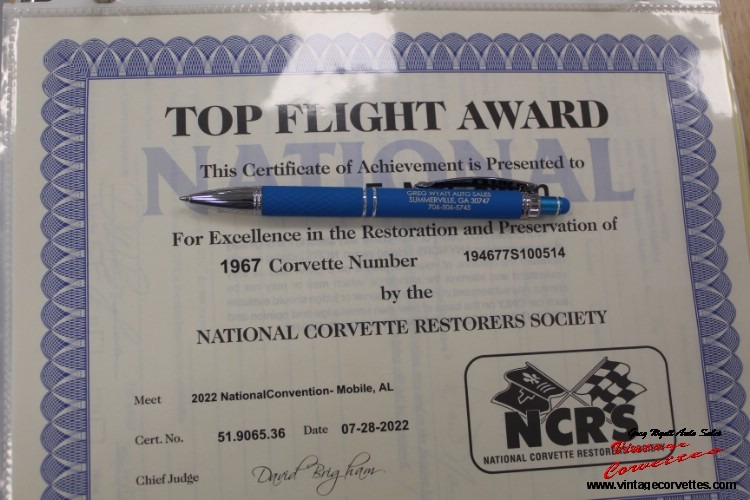 TOP FLIGHT AWARD
NATIONAL
This Certificate of Achievement is Presented to
GREG WYATT AUTO SALES
SUMMERVILLE, GA 30747
706-506-5745
For Excellence in the Restoration and Preservation of
1967 Corvette Number 194677S100514
by the
NATIONAL CORVETTE RESTORERS SOCIETY
Meet 2022 NationalConvention- Mobile, AL
Cert. No. 51.9065.36 Date 07-28-2022
Chief Judge David Brigham
NCRS
NATIONAL CORVETTE RESTORERS
Greg Wyatt Auto Sales
Vintage
Corvettes
www.vintagecorvettes.com